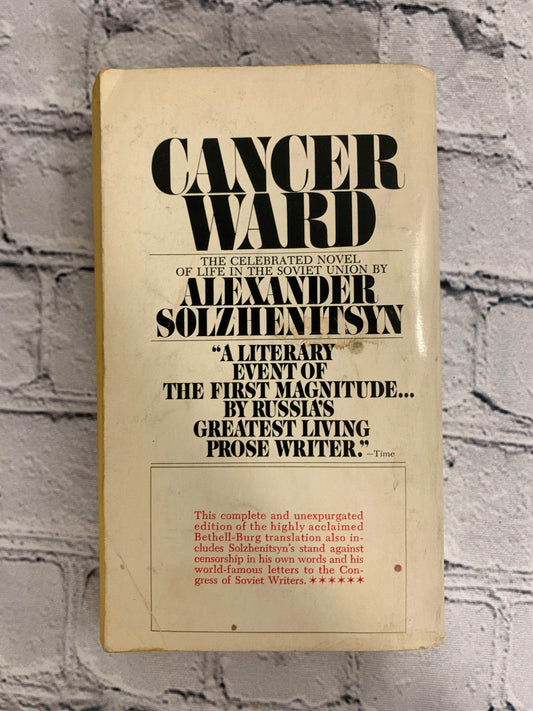 CANCER
WARD
THE CELEBRATED NOVEL
OF LIFE IN THE SOVIET UNION BY
ALEXANDER
SOLZHENITSYN
“A LITERARY
EVENT OF
THE FIRST MAGNITUDE...
BY RUSSIA'S
GREATEST LIVING
PROSE WRITER.” —Time
This complete and unexpurgated
edition of the highly acclaimed
Bethell-Burg translation also in-
cludes Solzhenitsyn's stand against
censorship in his own words and his
world-famous letters to the Con-
gress of Soviet Writers. ✶✶✶✶✶✶